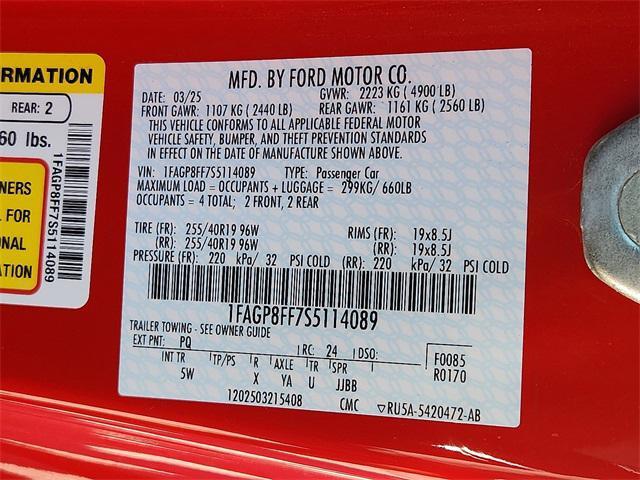 ORMATION
REAR: 2
60 lbs.
NERS
L FOR
ONAL
ON
1FAGP8FF7S5114089
MFD. BY FORD MOTOR CO.
DATE: 03/25 GVWR: 2223 KG ( 4900 LB)
FRONT GAWR: 1107 KG ( 2440 LB) REAR GAWR: 1161 KG ( 2560 LB)
THIS VEHICLE CONFORMS TO ALL APPLICABLE FEDERAL MOTOR
VEHICLE SAFETY, BUMPER, AND THEFT PREVENTION STANDARDS
IN EFFECT ON THE DATE OF MANUFACTURE SHOWN ABOVE.
VIN: 1FAGP8FF7S5114089 TYPE: Passenger Car
MAXIMUM LOAD = OCCUPANTS + LUGGAGE = 299KG/ 660LB
OCCUPANTS = 4 TOTAL; 2 FRONT, 2 REAR
TIRE (FR): 255/40R19 96W RIMS (FR): 19x8.5J
(RR): 255/40R19 96W (RR): 19x8.5J
PRESSURE (FR): 220 kPa/ 32 PSI COLD (RR): 220 kPa/ 32 PSI COLD
1FAGP8FF7S5114089
TRAILER TOWING - SEE OWNER GUIDE
EXT PNT: PQ RC: 24 DSO: F0085
INT TR TP/PS R AXLE TR SPR R0170
5W X YA U JJBB
1202503215408 CMC ▽RU5A-5420472-AB